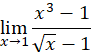 lim x→1 (x³ − 1)/(√x − 1)